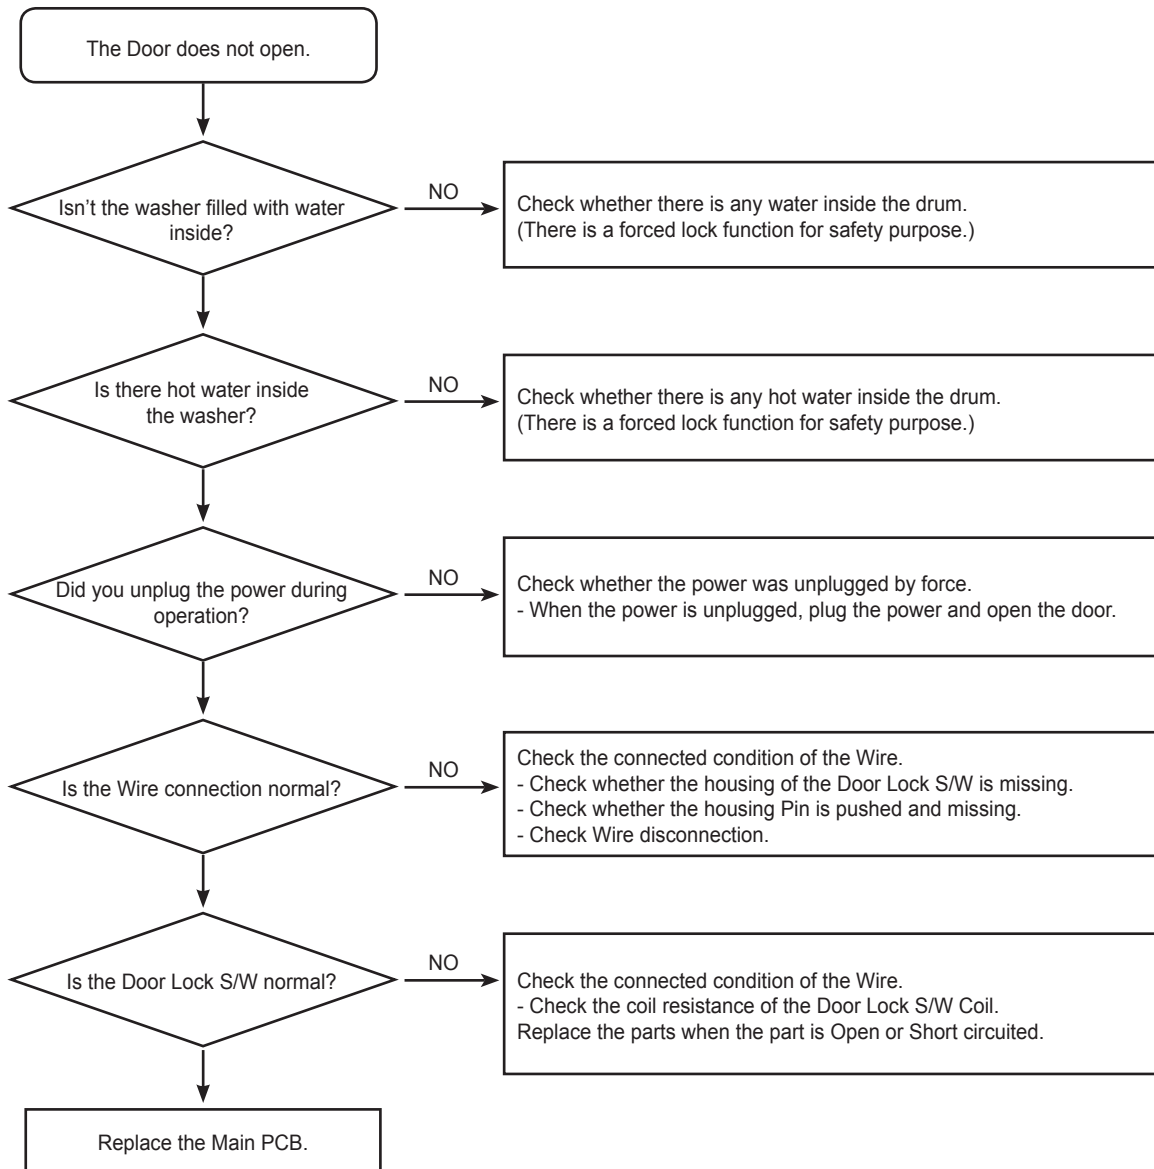 The Door does not open.
Isn't the washer filled with water
inside?
NO
Check whether there is any water inside the drum.
(There is a forced lock function for safety purpose.)
Is there hot water inside
the washer?
NO
Check whether there is any hot water inside the drum.
(There is a forced lock function for safety purpose.)
Did you unplug the power during
operation?
NO
Check whether the power was unplugged by force.
- When the power is unplugged, plug the power and open the door.
Is the Wire connection normal?
NO
Check the connected condition of the Wire.
- Check whether the housing of the Door Lock S/W is missing.
- Check whether the housing Pin is pushed and missing.
- Check Wire disconnection.
Is the Door Lock S/W normal?
NO
Check the connected condition of the Wire.
- Check the coil resistance of the Door Lock S/W Coil.
Replace the parts when the part is Open or Short circuited.
Replace the Main PCB.